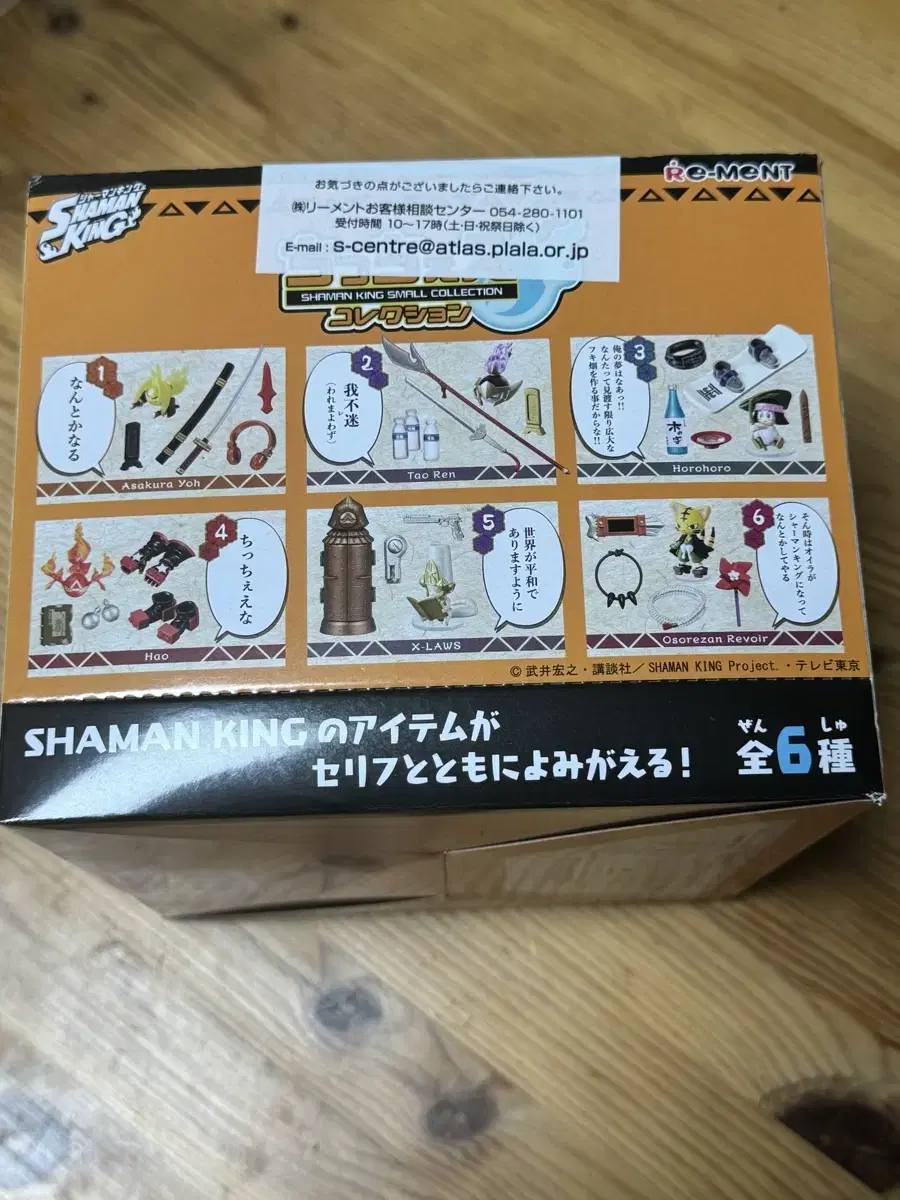 シャーマンキング
SHAMAN KING
Re-MeNT
お気づきの点がございましたらご連絡下さい。
㈱リーメントお客様相談センター 054-280-1101
受付時間 10～17時(土・日・祝祭日除く)
E-mail : s-centre@atlas.plala.or.jp
SHAMAN KING SMALL COLLECTION
コレクション
1
なんとかなる
Asakura Yoh
2
我不迷
(われまよわず)
レ
Tao Ren
3
俺の夢はなあっ!!
なんたって見渡す限り広大な
フキ畑を作る事だからな!!
Horohoro
4
ちっちぇえな
Hao
5
世界が平和で
ありますように
X-LAWS
6
そん時はオイラが
シャーマンキングになって
なんとかしてやる
Osorezan Revoir
© 武井宏之・講談社／SHAMAN KING Project.・テレビ東京
SHAMAN KINGのアイテムが
セリフとともによみがえる!
ぜん しゅ
全6種